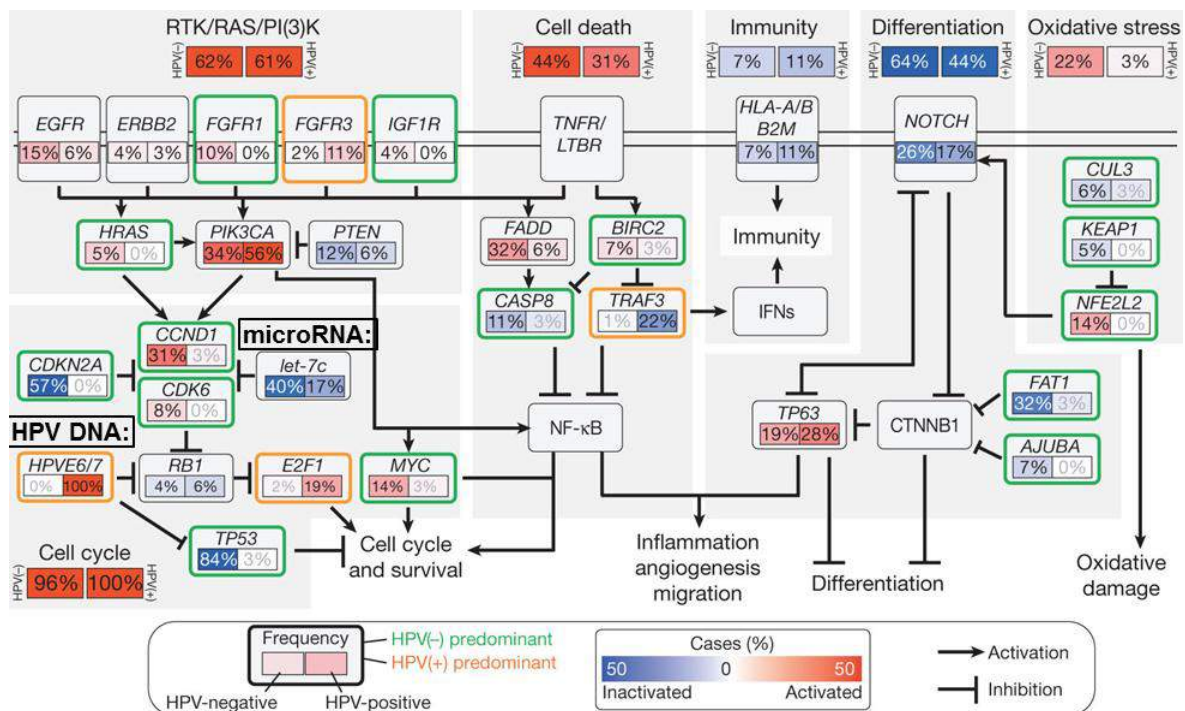 RTK/RAS/PI(3)K
HPV(–) 62% 61% HPV(+)
Cell death
44% 31%
Immunity
HPV(–) 7% 11% HPV(+)
Differentiation
HPV(–) 64% 44% HPV(+)
Oxidative stress
HPV(–) 22% 3% HPV(+)
EGFR
15% 6%
ERBB2
4% 3%
FGFR1
10% 0%
FGFR3
2% 11%
IGF1R
4% 0%
TNFR/
LTBR
HLA-A/B
B2M
7% 11%
NOTCH
26% 17%
CUL3
6% 3%
KEAP1
5% 0%
NFE2L2
14% 0%
HRAS
5% 0%
PIK3CA
34% 56%
PTEN
12% 6%
FADD
32% 6%
BIRC2
7% 3%
Immunity
CASP8
11% 3%
TRAF3
1% 22%
IFNs
CCND1
31% 3%
microRNA:
CDKN2A
57% 0%
let-7c
40% 17%
CDK6
8% 0%
NF-κB
TP63
19% 28%
CTNNB1
FAT1
32% 3%
AJUBA
7% 0%
HPV DNA:
HPVE6/7
0% 100%
RB1
4% 6%
E2F1
2% 19%
MYC
14% 3%
TP53
84% 3%
Cell cycle
HPV(–) 96% 100% HPV(+)
Cell cycle
and survival
Inflammation
angiogenesis
migration
Differentiation
Oxidative
damage
Frequency
HPV(–) predominant
HPV(+) predominant
HPV-negative HPV-positive
Cases (%)
50 0 50
Inactivated Activated
Activation
Inhibition